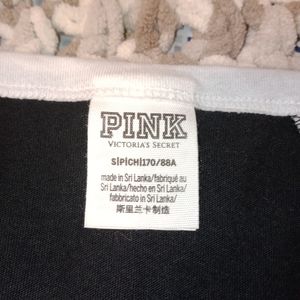 PINK
VICTORIA'S SECRET
S|P|CH|170/88A
made in Sri Lanka/fabriqué au
Sri Lanka/hecho en Sri Lanka/
fabbricato in Sri Lanka/
斯里兰卡制造